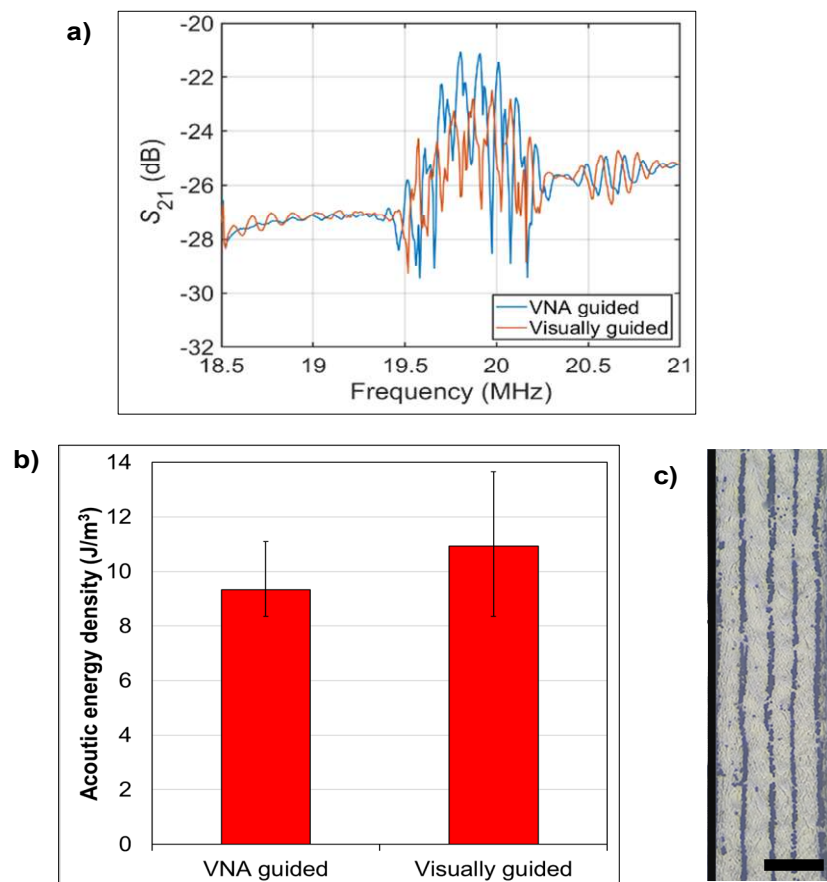 a)
-20
-22
-24
-26
-28
-30
-32
S21 (dB)
VNA guided
Visually guided
18.5 19 19.5 20 20.5 21
Frequency (MHz)
b)
14
12
10
8
6
4
2
0
Acoutic energy density (J/m³)
VNA guided Visually guided
c)